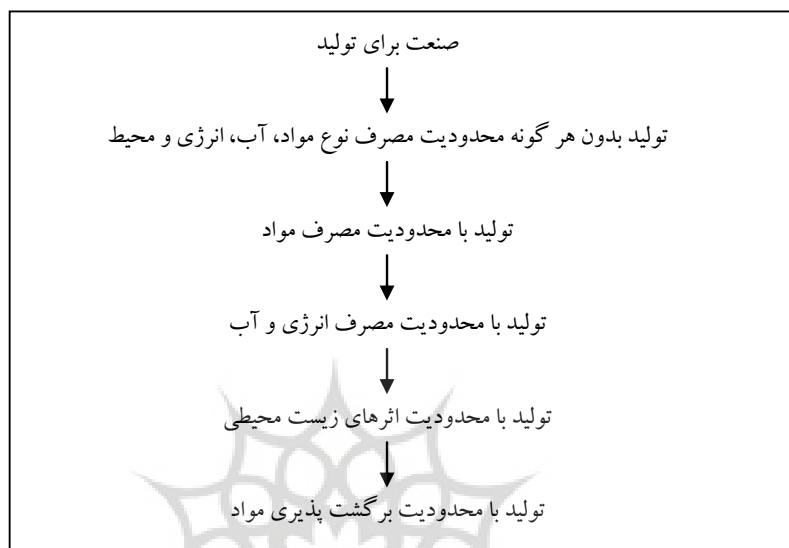 صنعت برای تولید
تولید بدون هر گونه محدودیت مصرف نوع مواد، آب، انرژی و محیط
تولید با محدودیت مصرف مواد
تولید با محدودیت مصرف انرژی و آب
تولید با محدودیت اثرهای زیست محیطی
تولید با محدودیت برگشت پذیری مواد